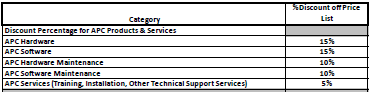 Category %Discount off Price List
Discount Percentage for APC Products & Services
APC Hardware 15%
APC Software 15%
APC Hardware Maintenance 10%
APC Software Maintenance 10%
APC Services (Training, Installation, Other Technical Support Services) 5%